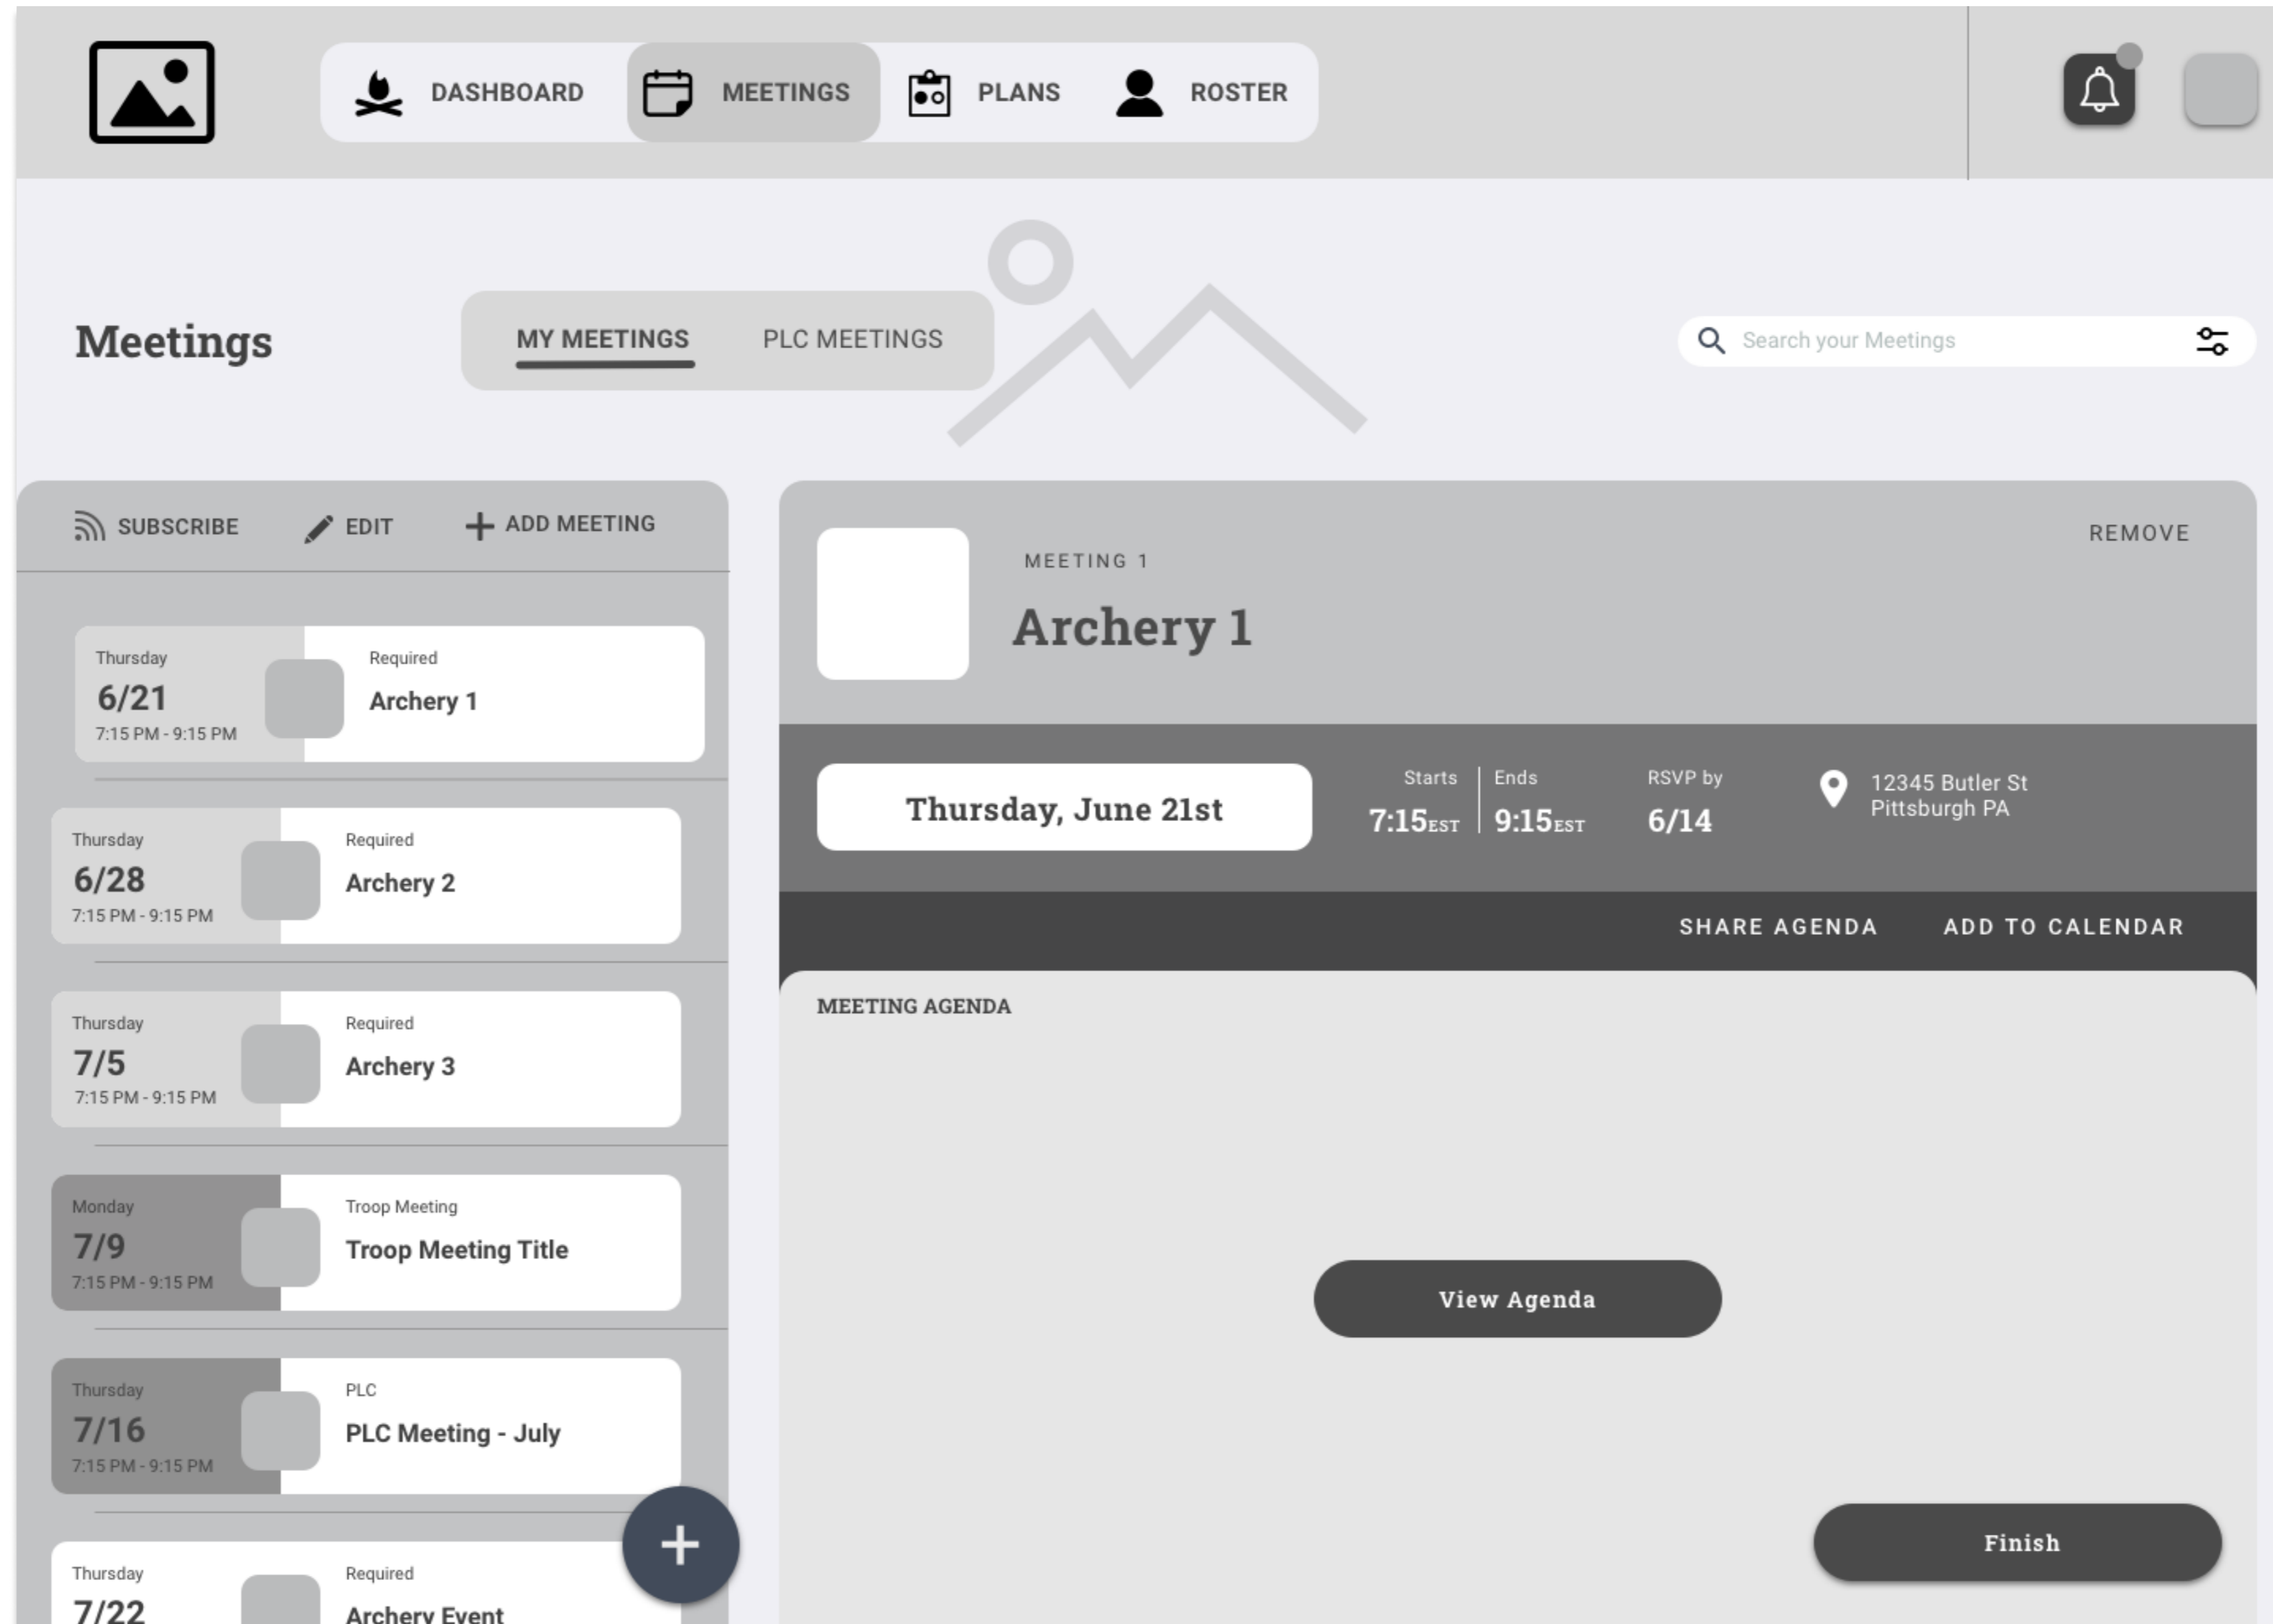 DASHBOARD
MEETINGS
PLANS
ROSTER
Meetings
MY MEETINGS
PLC MEETINGS
Search your Meetings
SUBSCRIBE
EDIT
ADD MEETING
Thursday
6/21
7:15 PM - 9:15 PM
Required
Archery 1
Thursday
6/28
7:15 PM - 9:15 PM
Required
Archery 2
Thursday
7/5
7:15 PM - 9:15 PM
Required
Archery 3
Monday
7/9
7:15 PM - 9:15 PM
Troop Meeting
Troop Meeting Title
Thursday
7/16
7:15 PM - 9:15 PM
PLC
PLC Meeting - July
Thursday
7/22
Required
Archery Event
REMOVE
MEETING 1
Archery 1
Thursday, June 21st
Starts
7:15EST
Ends
9:15EST
RSVP by
6/14
12345 Butler St
Pittsburgh PA
SHARE AGENDA
ADD TO CALENDAR
MEETING AGENDA
View Agenda
Finish